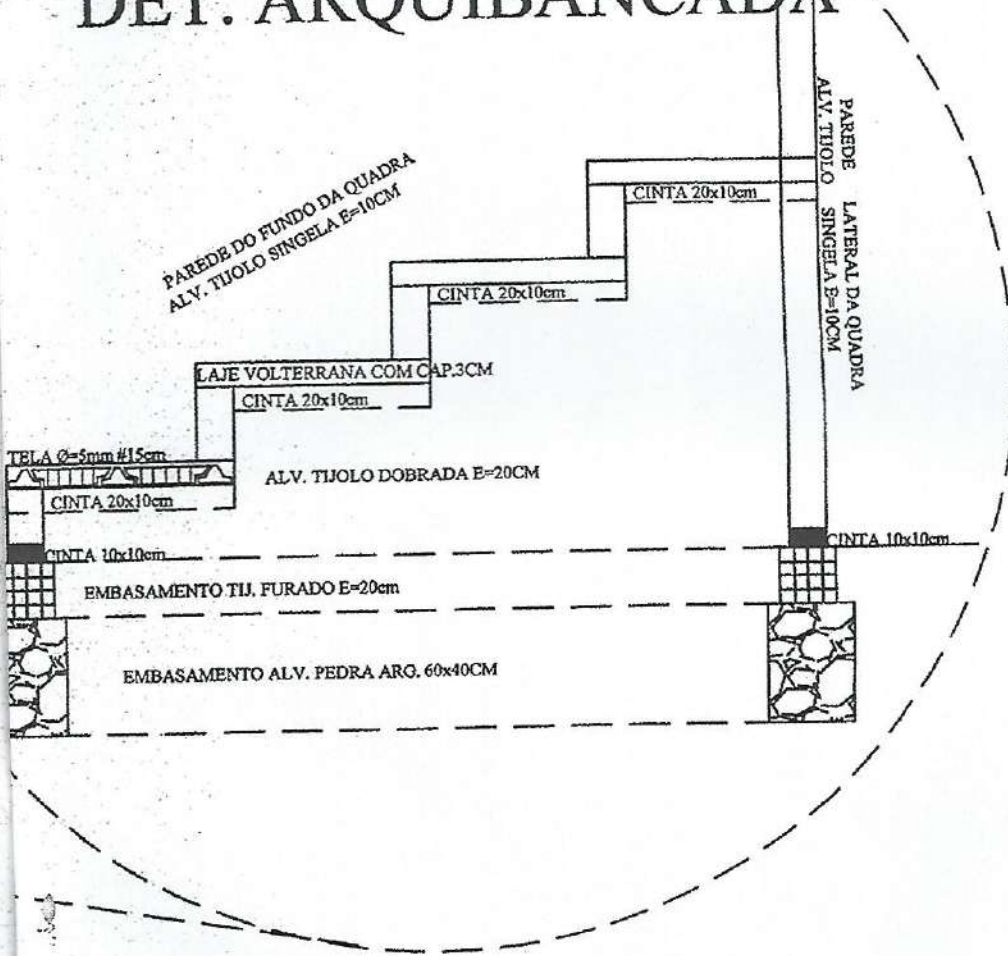 DET. ARQUIBANCADA
PAREDE LATERAL DA QUADRA
ALV. TIJOLO SINGELA E=10CM
PAREDE DO FUNDO DA QUADRA
ALV. TIJOLO SINGELA E=10CM
CINTA 20x10cm
CINTA 20x10cm
LAJE VOLTERRANA COM CAP.3CM
CINTA 20x10cm
TELA Ø=5mm #15cm
ALV. TIJOLO DOBRADA E=20CM
CINTA 20x10cm
CINTA 10x10cm
CINTA 10x10cm
EMBASAMENTO TIJ. FURADO E=20cm
EMBASAMENTO ALV. PEDRA ARG. 60x40CM